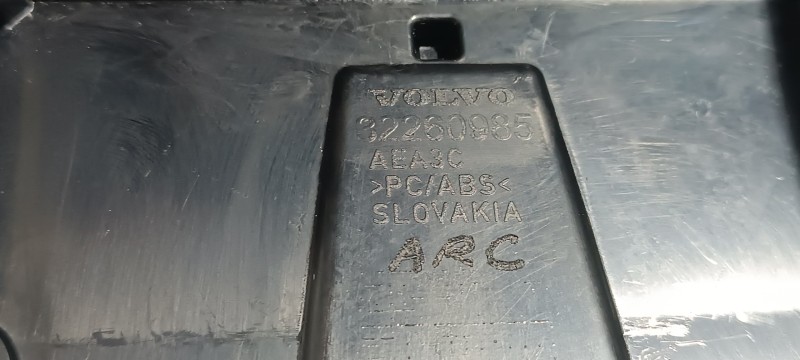 VOLVO
32260985
AEA3C
>PC/ABS<
SLOVAKIA
ARC